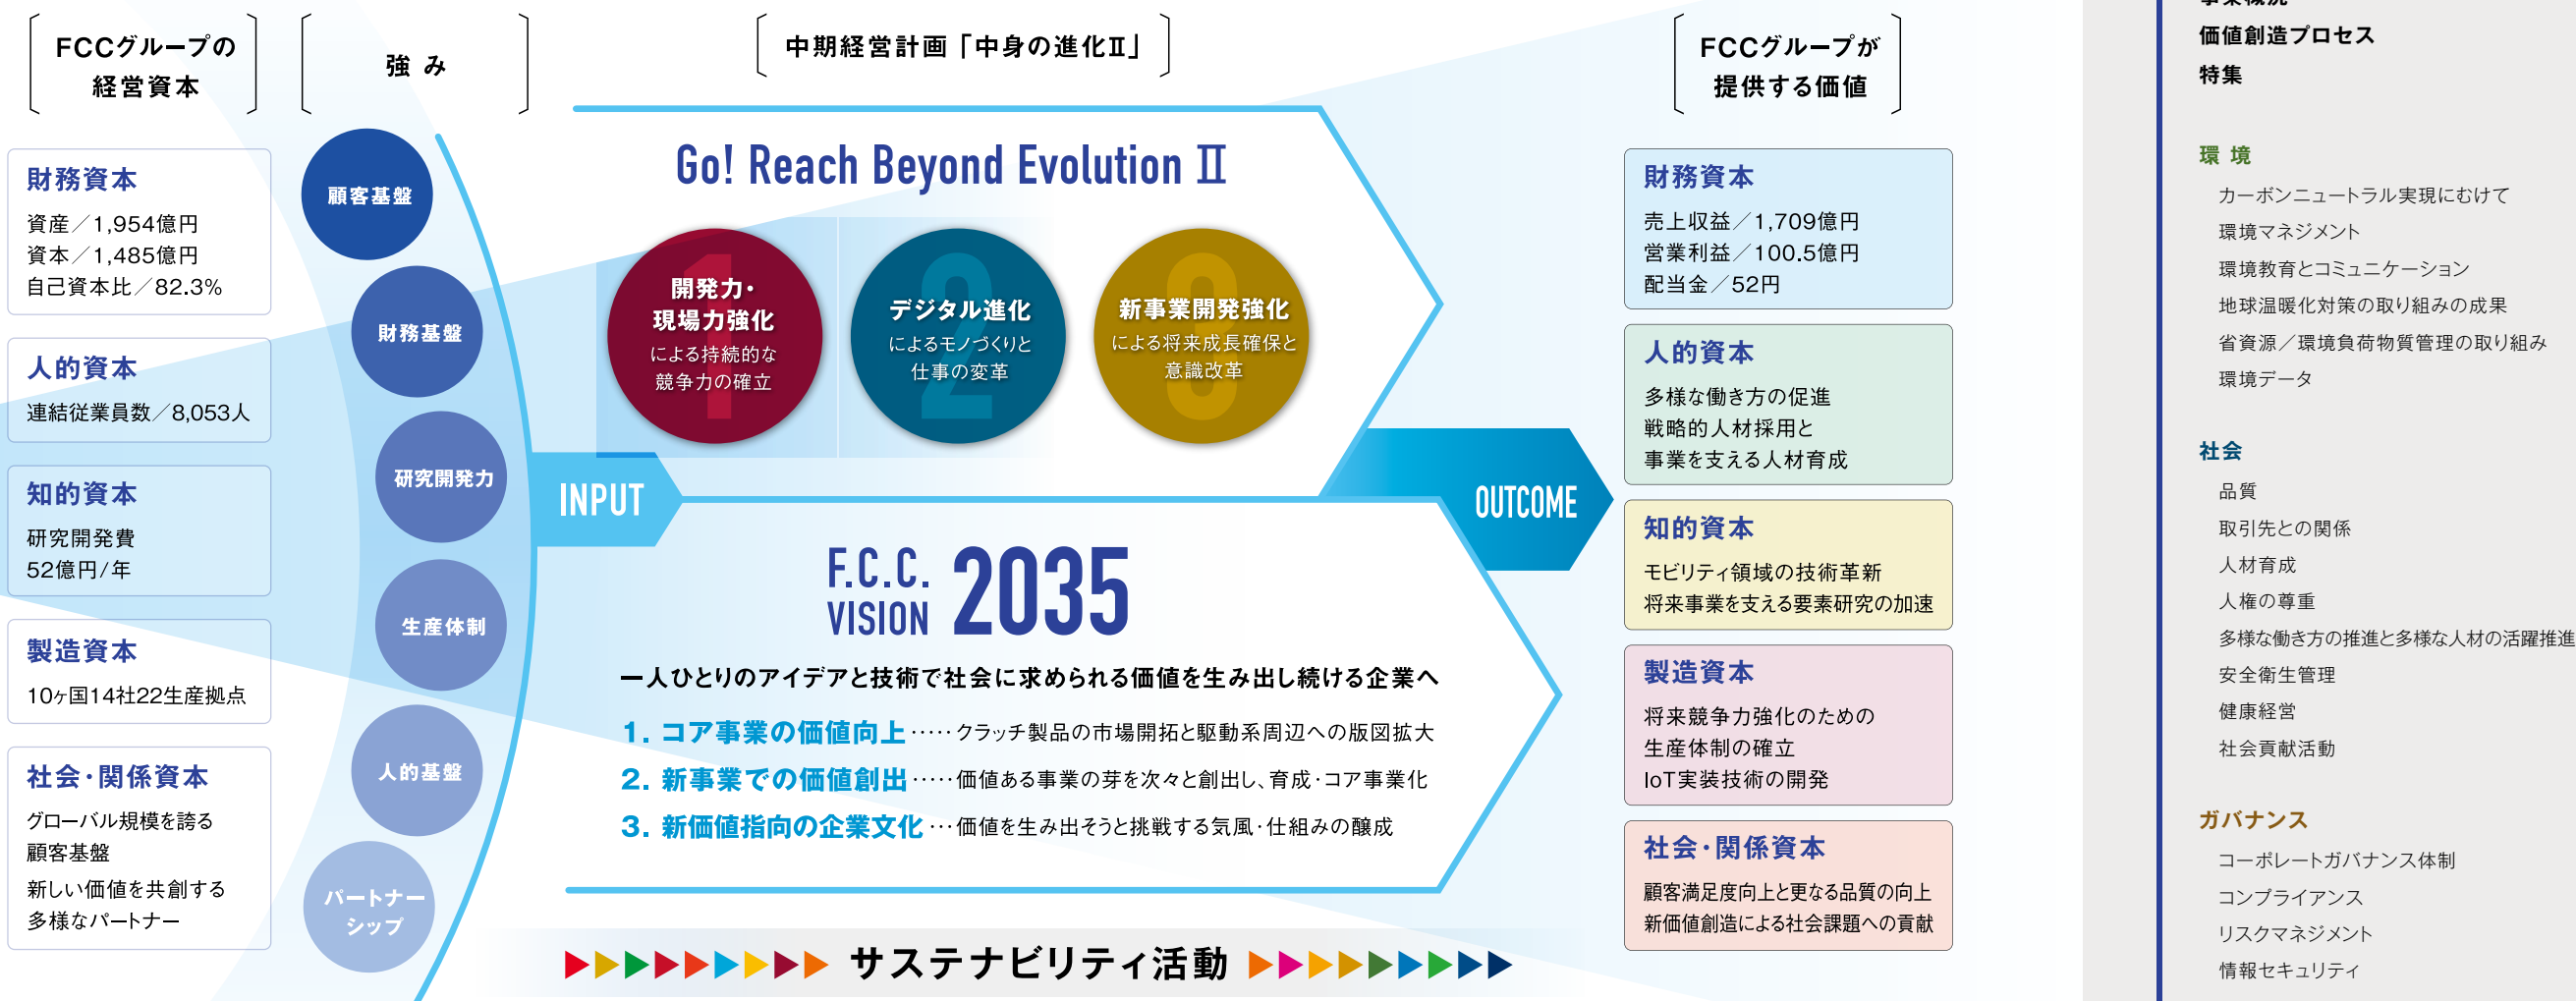 FCCグループの
経営資本
強 み
中期経営計画「中身の進化Ⅱ」
FCCグループが
提供する価値
財務資本
資産／1,954億円
資本／1,485億円
自己資本比／82.3%
人的資本
連結従業員数／8,053人
知的資本
研究開発費
52億円/年
製造資本
10ヶ国14社22生産拠点
社会・関係資本
グローバル規模を誇る
顧客基盤
新しい価値を共創する
多様なパートナー
顧客基盤
財務基盤
研究開発力
生産体制
人的基盤
パートナー
シップ
INPUT
Go! Reach Beyond Evolution Ⅱ
1
開発力・
現場力強化
による持続的な
競争力の確立
2
デジタル進化
によるモノづくりと
仕事の変革
3
新事業開発強化
による将来成長確保と
意識改革
F.C.C.
VISION 2035
一人ひとりのアイデアと技術で社会に求められる価値を生み出し続ける企業へ
1. コア事業の価値向上 ····· クラッチ製品の市場開拓と駆動系周辺への版図拡大
2. 新事業での価値創出 ····· 価値ある事業の芽を次々と創出し、育成・コア事業化
3. 新価値指向の企業文化 ··· 価値を生み出そうと挑戦する気風・仕組みの醸成
サステナビリティ活動
OUTCOME
財務資本
売上収益／1,709億円
営業利益／100.5億円
配当金／52円
人的資本
多様な働き方の促進
戦略的人材採用と
事業を支える人材育成
知的資本
モビリティ領域の技術革新
将来事業を支える要素研究の加速
製造資本
将来競争力強化のための
生産体制の確立
IoT実装技術の開発
社会・関係資本
顧客満足度向上と更なる品質の向上
新価値創造による社会課題への貢献
事業概況
価値創造プロセス
特集
環 境
カーボンニュートラル実現にむけて
環境マネジメント
環境教育とコミュニケーション
地球温暖化対策の取り組みの成果
省資源／環境負荷物質管理の取り組み
環境データ
社会
品質
取引先との関係
人材育成
人権の尊重
多様な働き方の推進と多様な人材の活躍推進
安全衛生管理
健康経営
社会貢献活動
ガバナンス
コーポレートガバナンス体制
コンプライアンス
リスクマネジメント
情報セキュリティ